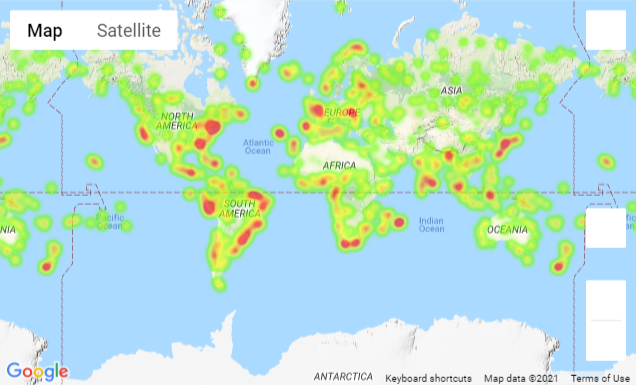 Map
Satellite
NORTH
AMERICA
EUROPE
ASIA
Atlantic
Ocean
AFRICA
SOUTH
AMERICA
Pacific
Ocean
Indian
Ocean
NIA
OCEANIA
ANTARCTICA
Google
Keyboard shortcuts
Map data ©2021
Terms of Use